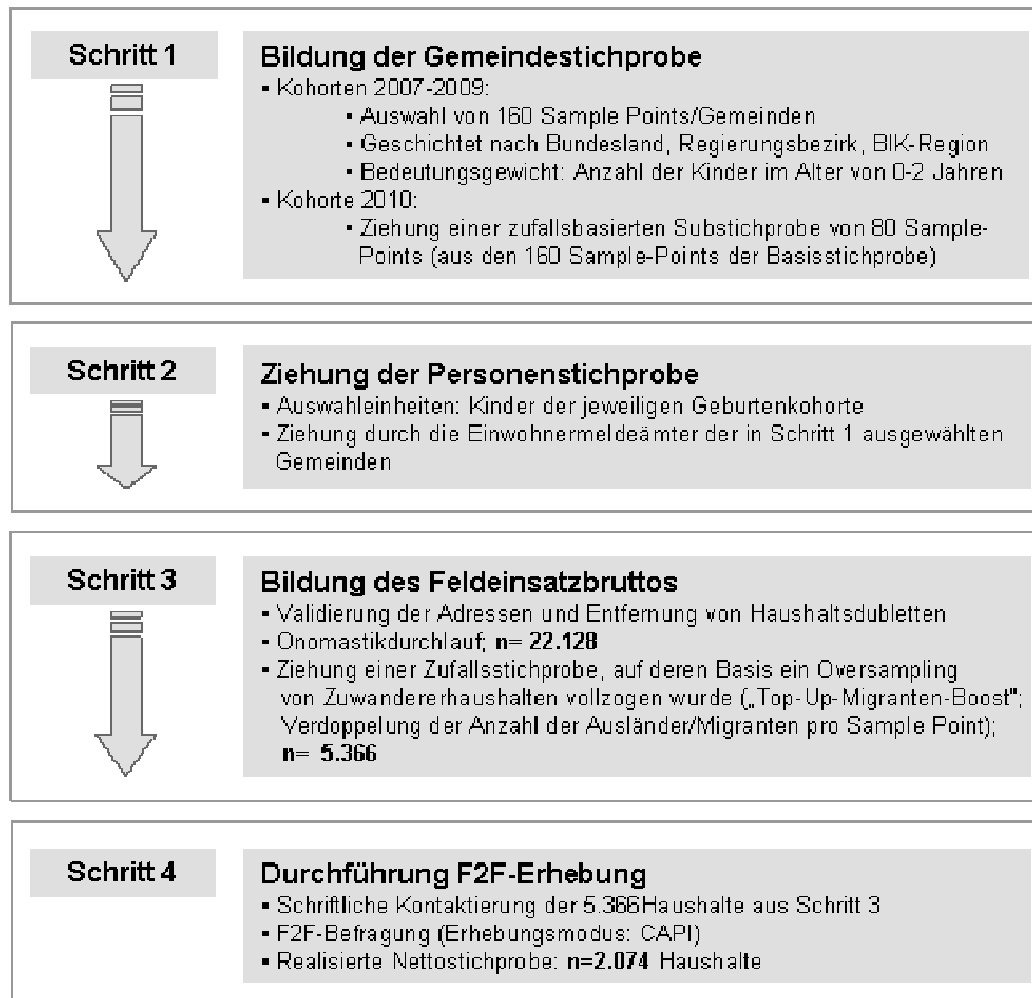 Schritt 1
Bildung der Gemeindestichprobe
▪ Kohorten 2007-2009:
▪ Auswahl von 160 Sample Points/Gemeinden
▪ Geschichtet nach Bundesland, Regierungsbezirk, BIK-Region
▪ Bedeutungsgewicht: Anzahl der Kinder im Alter von 0-2 Jahren
▪ Kohorte 2010:
▪ Ziehung einer zufallsbasierten Substichprobe von 80 Sample-
Points (aus den 160 Sample-Points der Basisstichprobe)
Schritt 2
Ziehung der Personenstichprobe
▪ Auswahleinheiten: Kinder der jeweiligen Geburtenkohorte
▪ Ziehung durch die Einwohnermeldeämter der in Schritt 1 ausgewählten
Gemeinden
Schritt 3
Bildung des Feldeinsatzbruttos
▪ Validierung der Adressen und Entfernung von Haushaltsdubletten
▪ Onomastikdurchlauf; n= 22.128
▪ Ziehung einer Zufallsstichprobe, auf deren Basis ein Oversampling
von Zuwandererhaushalten vollzogen wurde („Top-Up-Migranten-Boost";
Verdoppelung der Anzahl der Ausländer/Migranten pro Sample Point);
n= 5.366
Schritt 4
Durchführung F2F-Erhebung
▪ Schriftliche Kontaktierung der 5.366Haushalte aus Schritt 3
▪ F2F-Befragung (Erhebungsmodus: CAPI)
▪ Realisierte Nettostichprobe: n=2.074 Haushalte